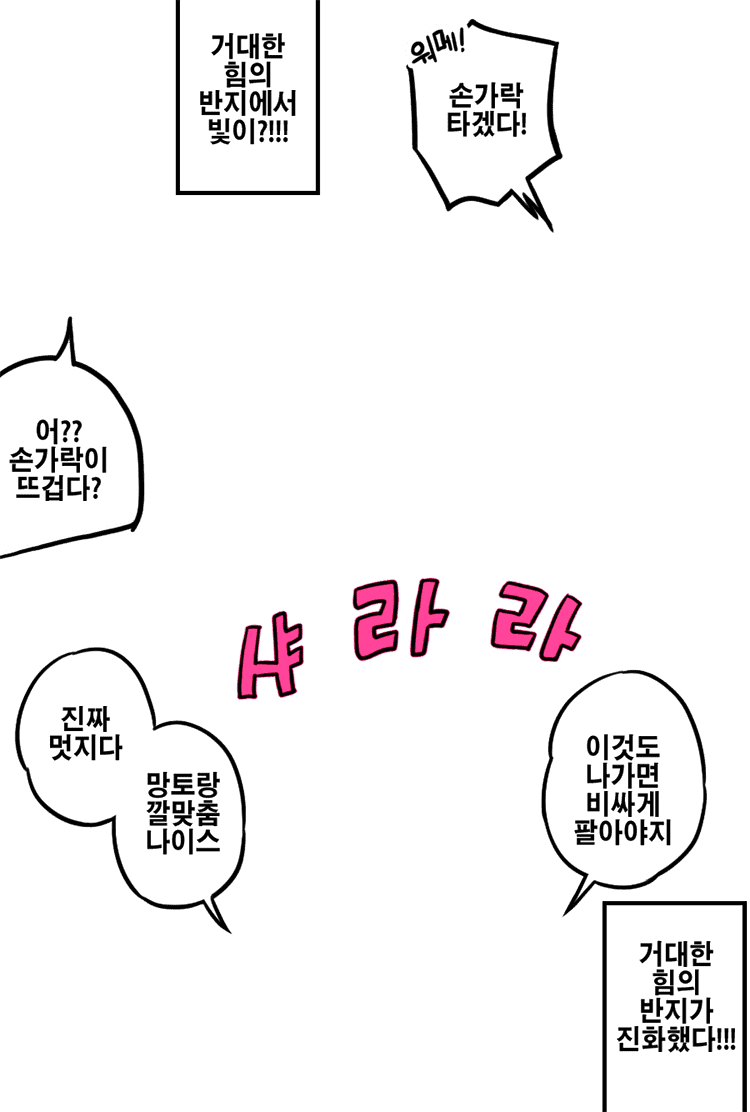 거대한
힘의
반지에서
빛이?!!!
워메!
손가락
타겠다!
어??
손가락이
뜨겁다?
샤 라 라
진짜
멋지다
망토랑
깔맞춤
나이스
이것도
나가면
비싸게
팔아야지
거대한
힘의
반지가
진화했다!!!